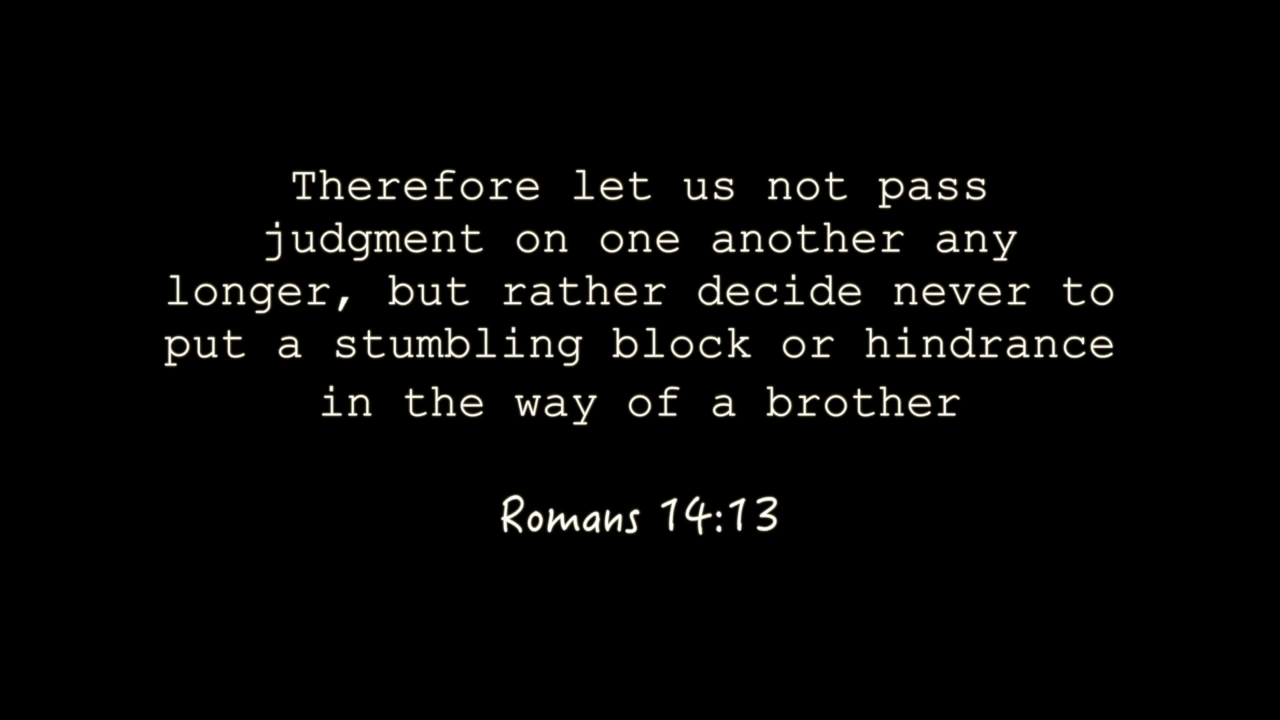 Therefore let us not pass
judgment on one another any
longer, but rather decide never to
put a stumbling block or hindrance
in the way of a brother
Romans 14:13